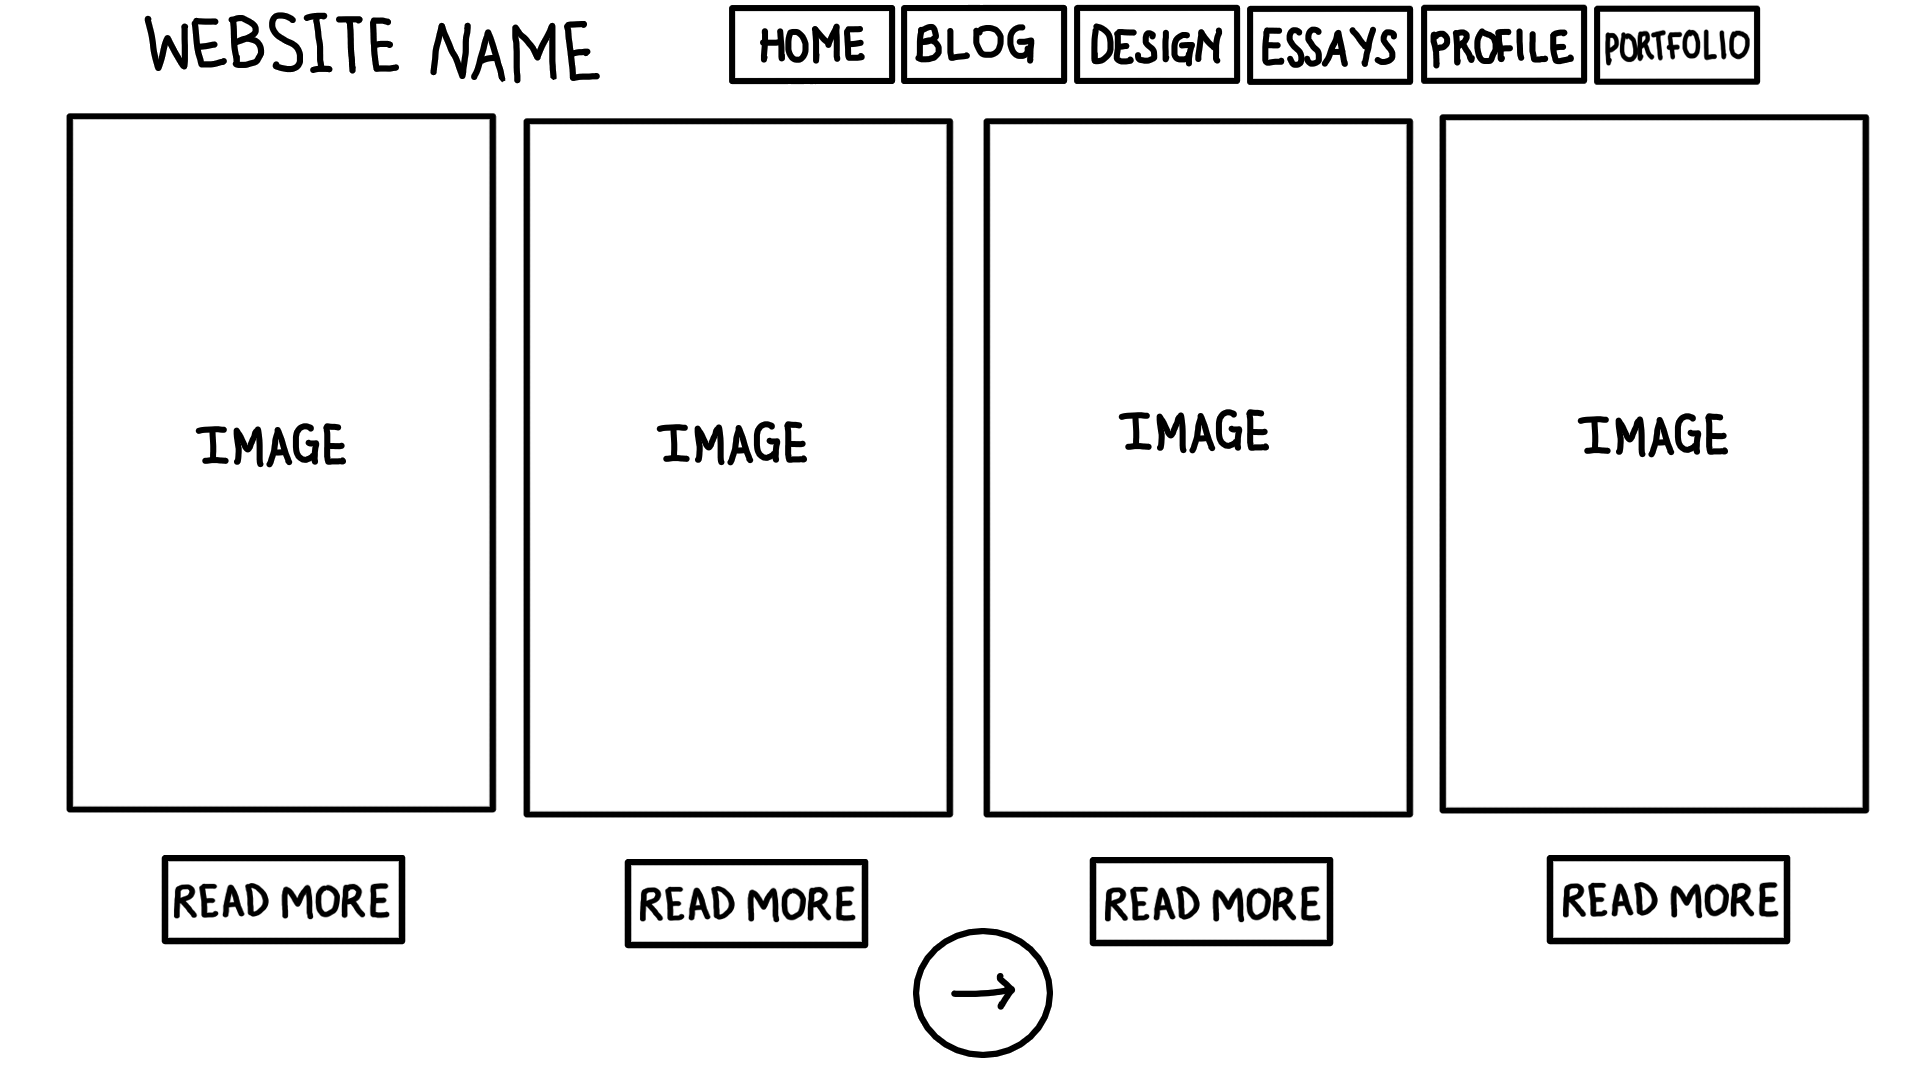 WEBSITE NAME
HOME BLOG DESIGN ESSAYS PROFILE PORTFOLIO
IMAGE IMAGE IMAGE IMAGE
READ MORE READ MORE READ MORE READ MORE